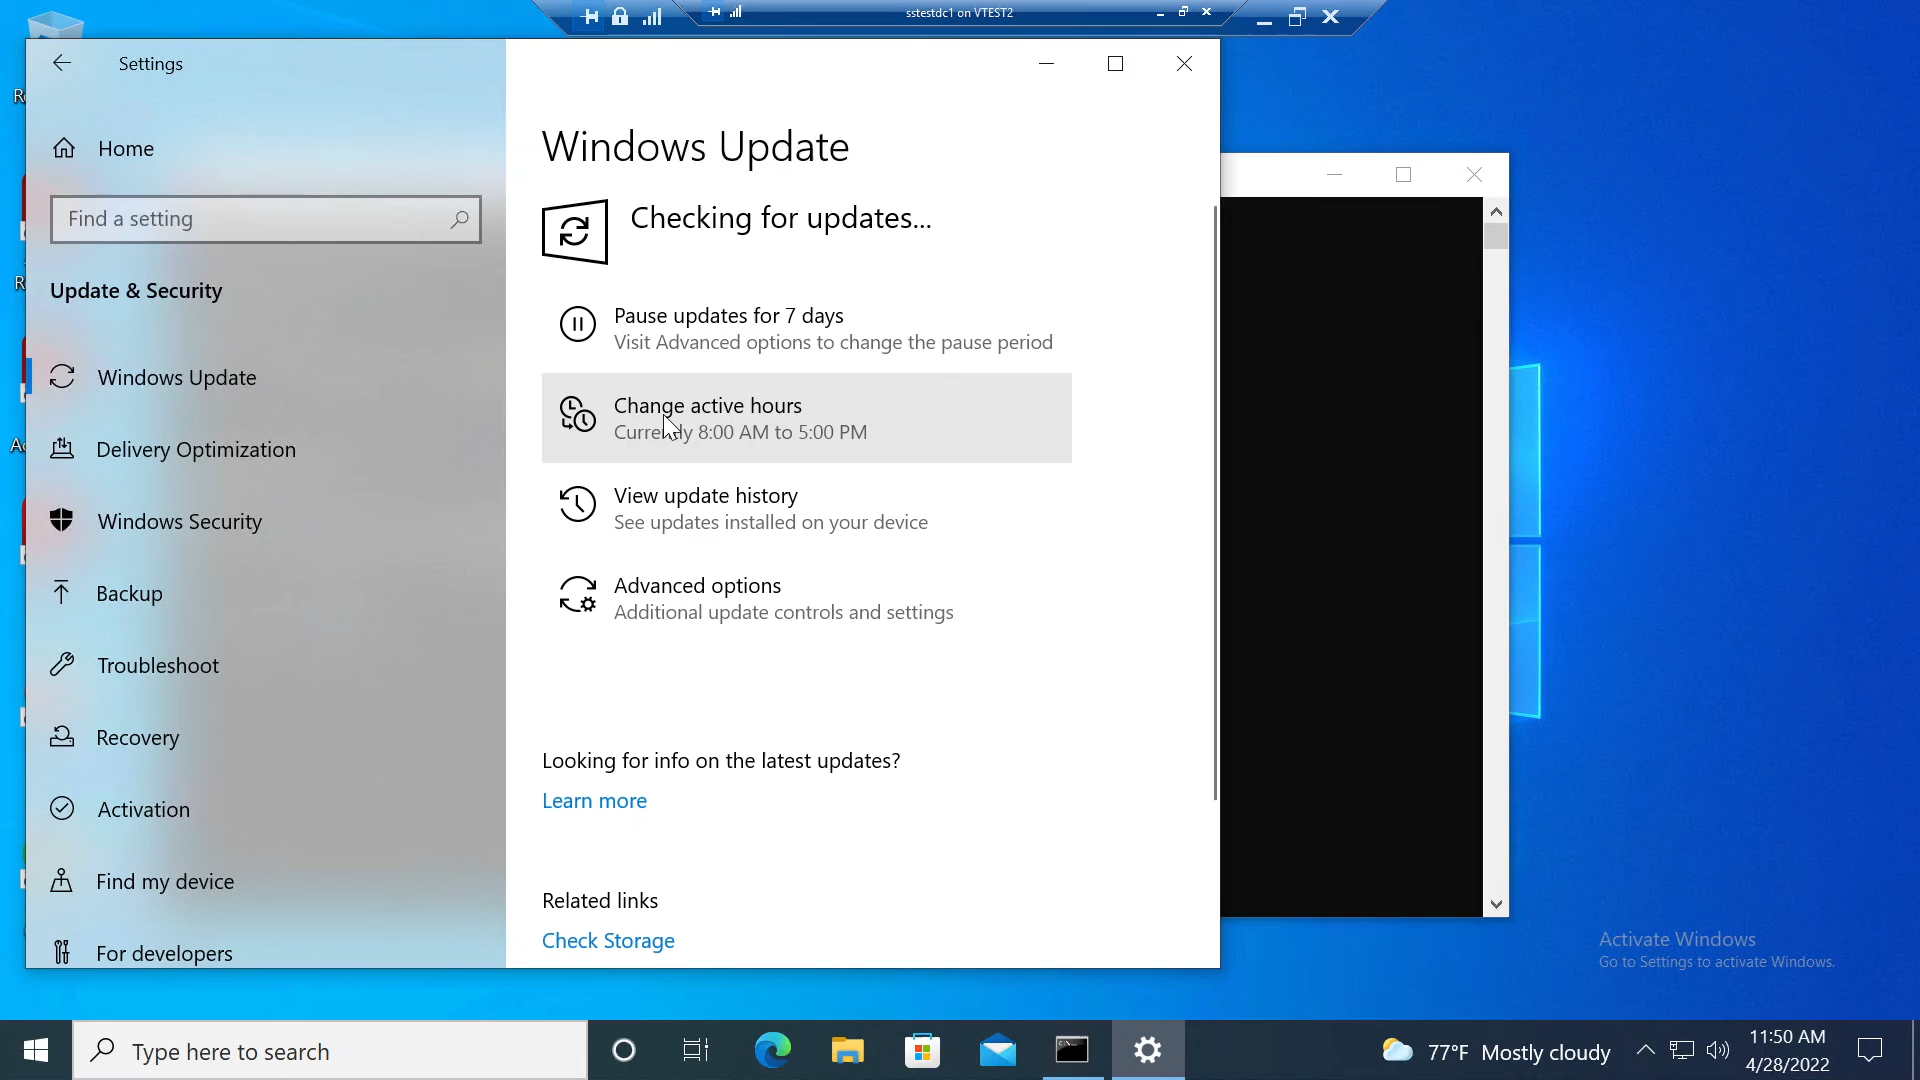 sstestdc1 on VTEST2
Settings
Home
Find a setting
Update & Security
Windows Update
Delivery Optimization
Windows Security
Backup
Troubleshoot
Recovery
Activation
Find my device
For developers
Windows Update
Checking for updates...
Pause updates for 7 days
Visit Advanced options to change the pause period
Change active hours
Currently 8:00 AM to 5:00 PM
View update history
See updates installed on your device
Advanced options
Additional update controls and settings
Looking for info on the latest updates?
Learn more
Related links
Check Storage
Activate Windows
Go to Settings to activate Windows.
Type here to search
77°F Mostly cloudy
11:50 AM
4/28/2022